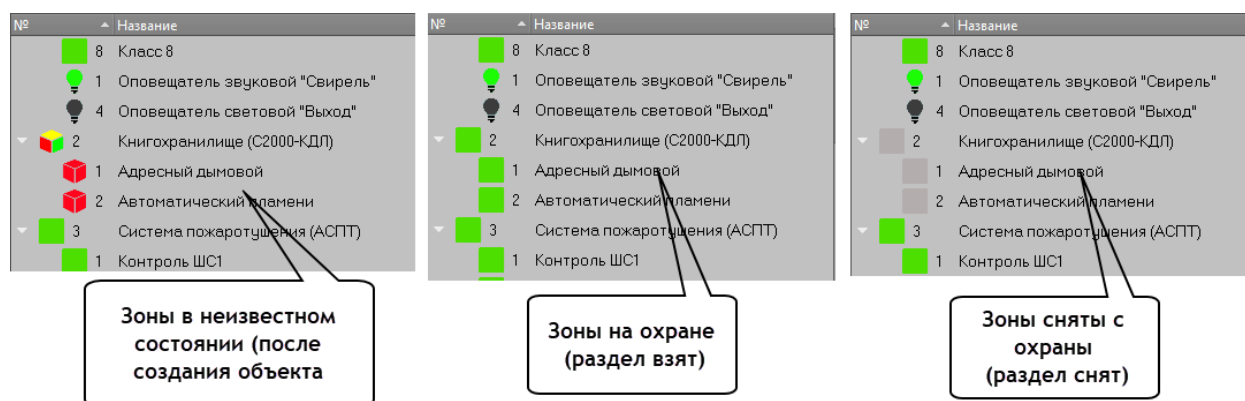 № Название
8 Класс 8
1 Оповещатель звуковой "Свирель"
4 Оповещатель световой "Выход"
2 Книгохранилище (С2000-КДЛ)
1 Адресный дымовой
2 Автоматический пламени
3 Система пожаротушения (АСПТ)
1 Контроль ШС1
Зоны в неизвестном
состоянии (после
создания объекта
№ Название
8 Класс 8
1 Оповещатель звуковой "Свирель"
4 Оповещатель световой "Выход"
2 Книгохранилище (С2000-КДЛ)
1 Адресный дымовой
2 Автоматический пламени
3 Система пожаротушения (АСПТ)
1 Контроль ШС1
Зоны на охране
(раздел взят)
№ Название
8 Класс 8
1 Оповещатель звуковой "Свирель"
4 Оповещатель световой "Выход"
2 Книгохранилище (С2000-КДЛ)
1 Адресный дымовой
2 Автоматический пламени
3 Система пожаротушения (АСПТ)
1 Контроль ШС1
Зоны сняты с
охраны
(раздел снят)